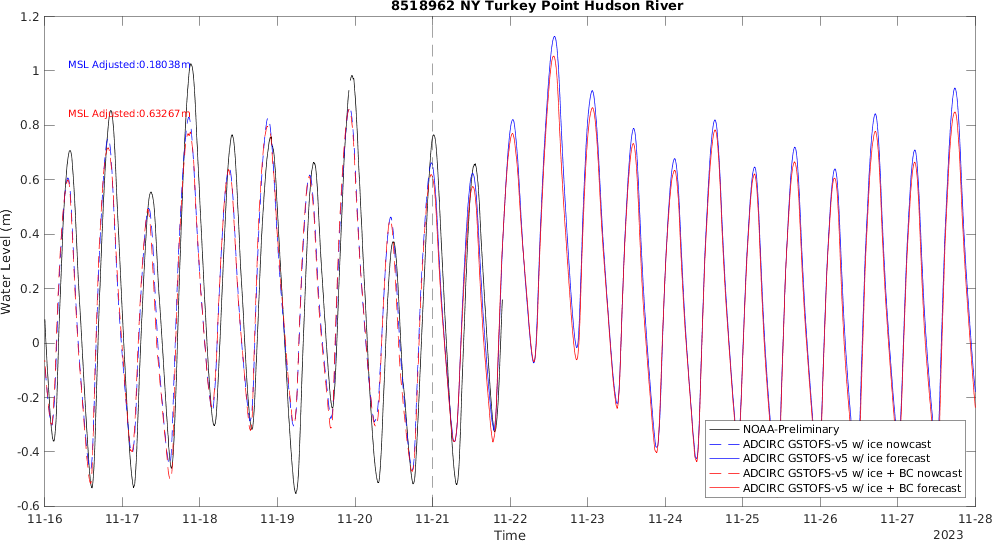 8518962 NY Turkey Point Hudson River
1.2
1
0.8
0.6
0.4
0.2
0
-0.2
-0.4
-0.6
Water Level (m)
MSL Adjusted:0.18038m
MSL Adjusted:0.63267m
NOAA-Preliminary
ADCIRC GSTOFS-v5 w/ ice nowcast
ADCIRC GSTOFS-v5 w/ ice forecast
ADCIRC GSTOFS-v5 w/ ice + BC nowcast
ADCIRC GSTOFS-v5 w/ ice + BC forecast
11-16 11-17 11-18 11-19 11-20 11-21 11-22 11-23 11-24 11-25 11-26 11-27 11-28
Time
2023